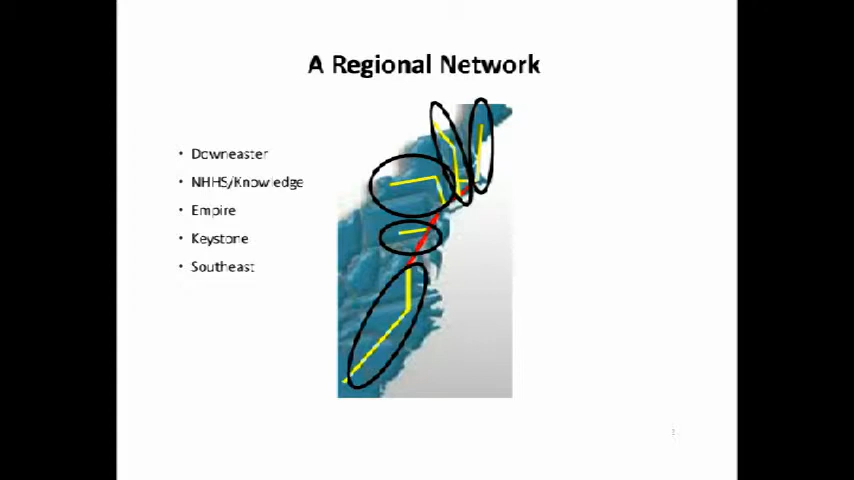 A Regional Network
• Downeaster
• NHHS/Knowledge
• Empire
• Keystone
• Southeast